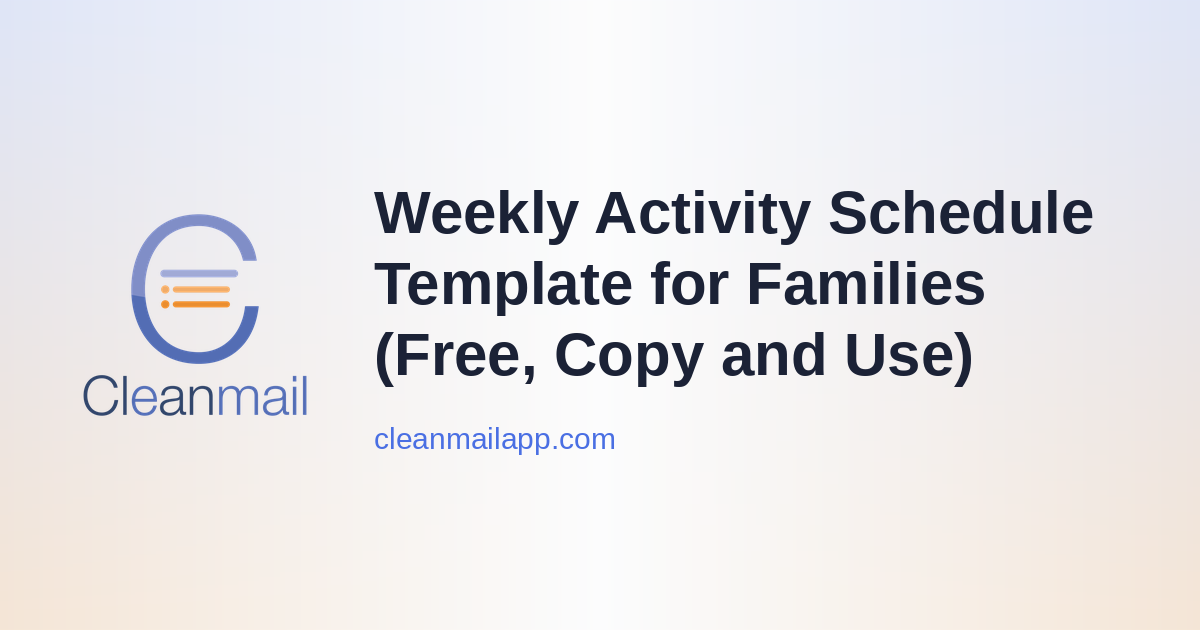 Cleanmail
Weekly Activity Schedule
Template for Families
(Free, Copy and Use)
cleanmailapp.com